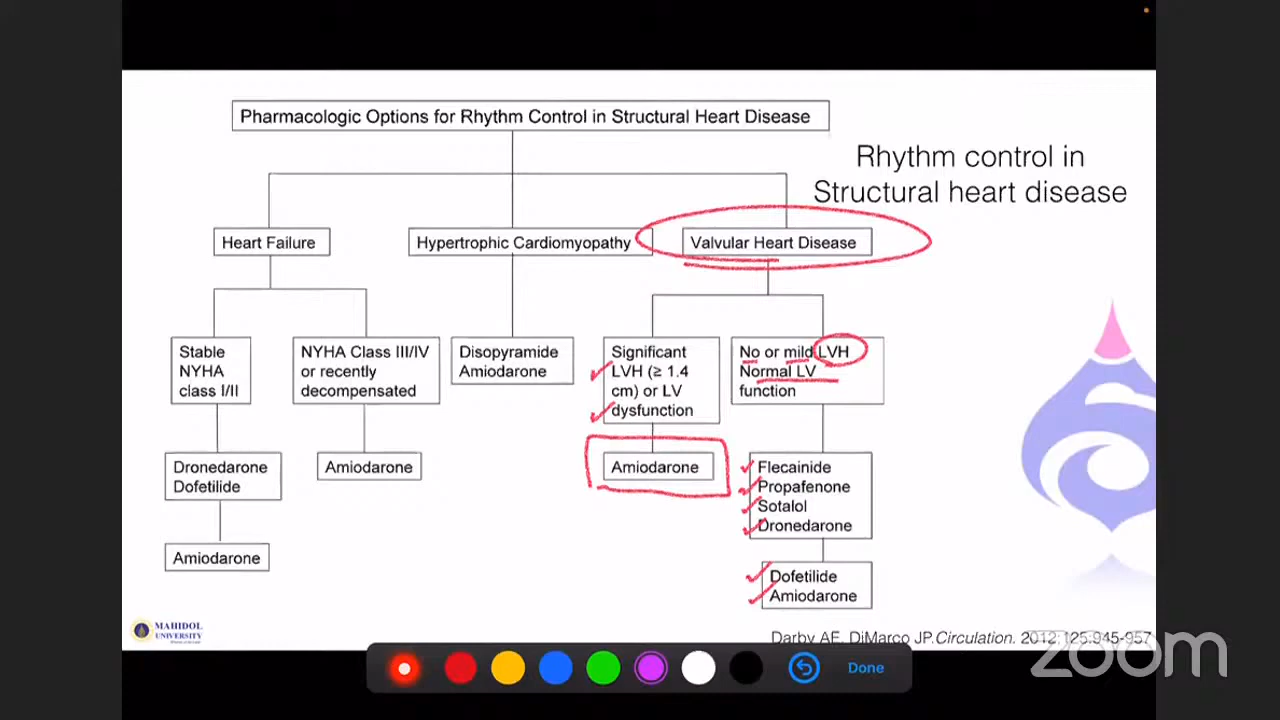 Pharmacologic Options for Rhythm Control in Structural Heart Disease
Rhythm control in
Structural heart disease
Heart Failure
Hypertrophic Cardiomyopathy
Valvular Heart Disease
Stable
NYHA
class I/II
NYHA Class III/IV
or recently
decompensated
Disopyramide
Amiodarone
Significant
LVH (≥ 1.4
cm) or LV
dysfunction
No or mild LVH
Normal LV
function
Dronedarone
Dofetilide
Amiodarone
Amiodarone
Flecainide
Propafenone
Sotalol
Dronedarone
Amiodarone
Dofetilide
Amiodarone
MAHIDOL
UNIVERSITY
Darby AE, DiMarco JP. Circulation. 2012; 125:945-957
zoom
Done